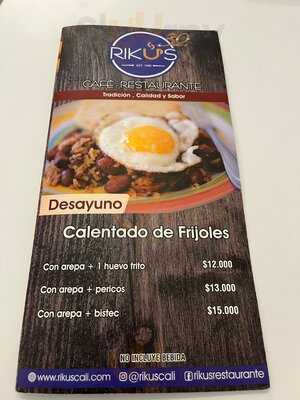 RIKUS
CAFÉ-RESTAURANTE
Tradición, Calidad y Sabor
Desayuno
Calentado de Frijoles
Con arepa + 1 huevo frito $12.000
Con arepa + pericos $13.000
Con arepa + bistec $15.000
NO INCLUYE BEBIDA
www.rikuscali.com @rikuscali rikusrestaurante